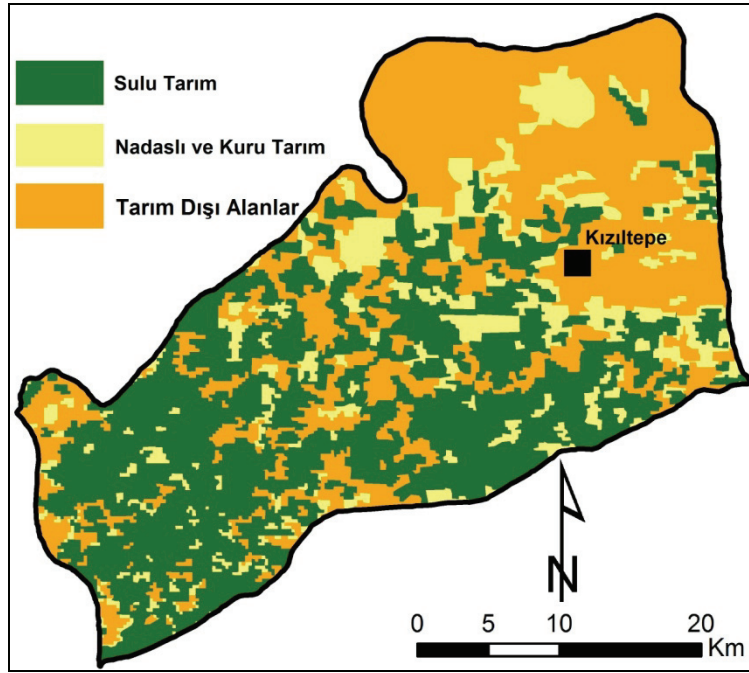 Sulu Tarım
Nadaslı ve Kuru Tarım
Tarım Dışı Alanlar
Kızıltepe
N
0 5 10 20
Km